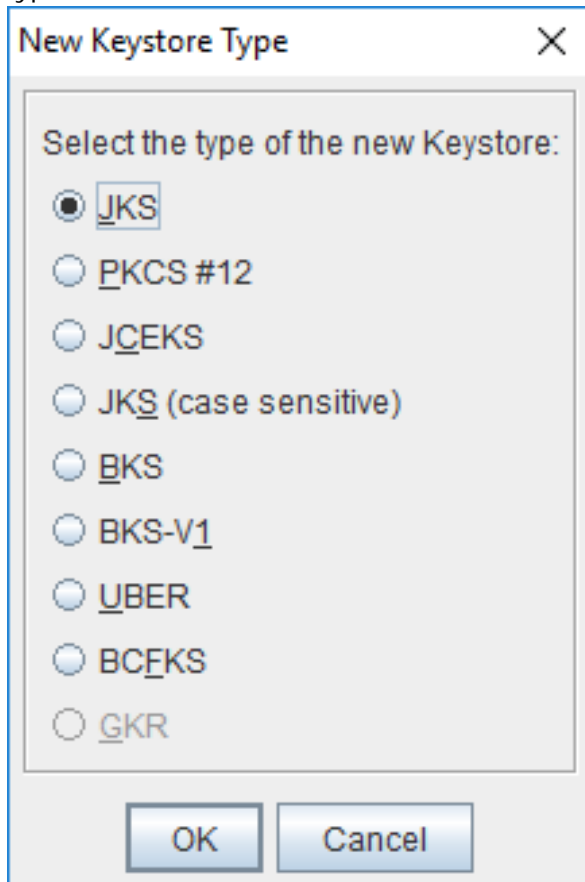 New Keystore Type
Select the type of the new Keystore:
JKS
PKCS #12
JCEKS
JKS (case sensitive)
BKS
BKS-V1
UBER
BCFKS
GKR
OK Cancel